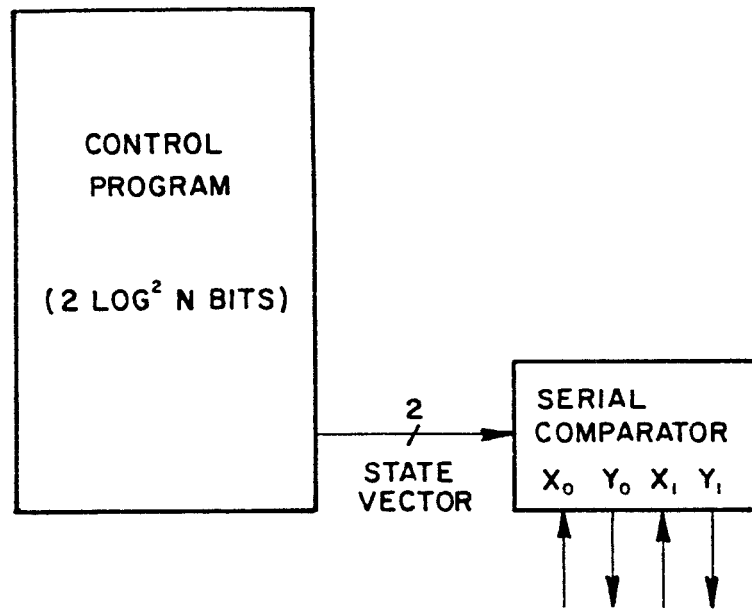 CONTROL
PROGRAM
(2 LOG² N BITS)
2
STATE
VECTOR
SERIAL
COMPARATOR
X₀ Y₀ X₁ Y₁